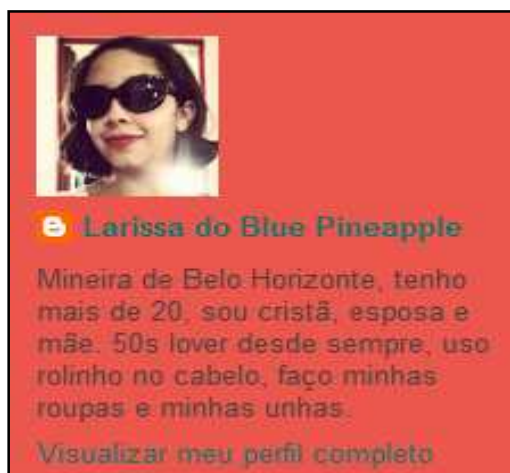 Larissa do Blue Pineapple
Mineira de Belo Horizonte, tenho
mais de 20, sou cristã, esposa e
mãe. 50s lover desde sempre, uso
rolinho no cabelo, faço minhas
roupas e minhas unhas.
Visualizar meu perfil completo